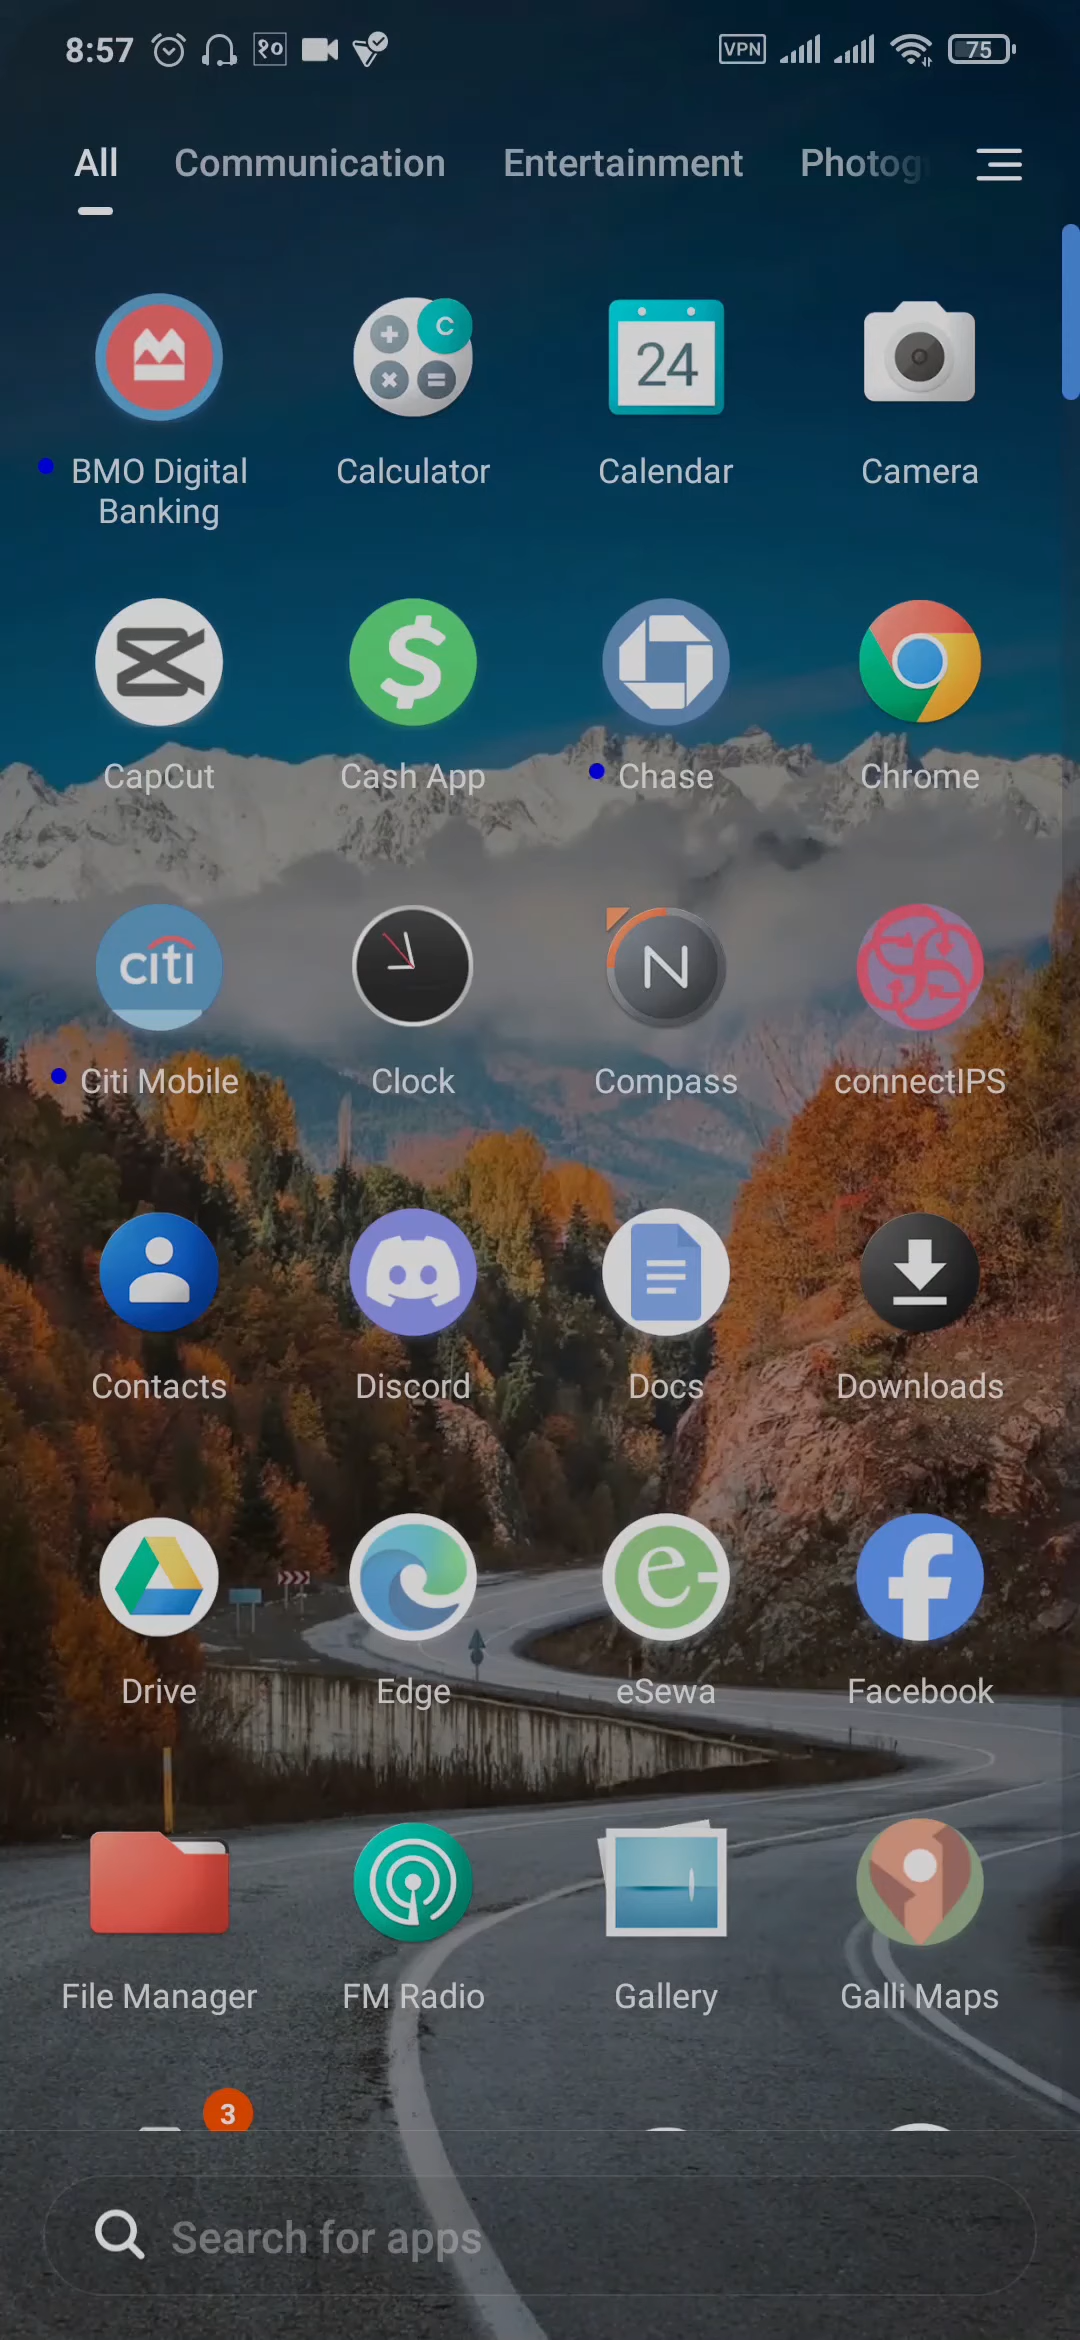 8:57 १० VPN 75
All Communication Entertainment Photog
C
24
BMO Digital
Banking
Calculator
Calendar
Camera
CapCut
Cash App
Chase
Chrome
citi
N
Citi Mobile
Clock
Compass
connectIPS
Contacts
Discord
Docs
Downloads
Drive
Edge
eSewa
Facebook
File Manager
FM Radio
Gallery
Galli Maps
3
Search for apps